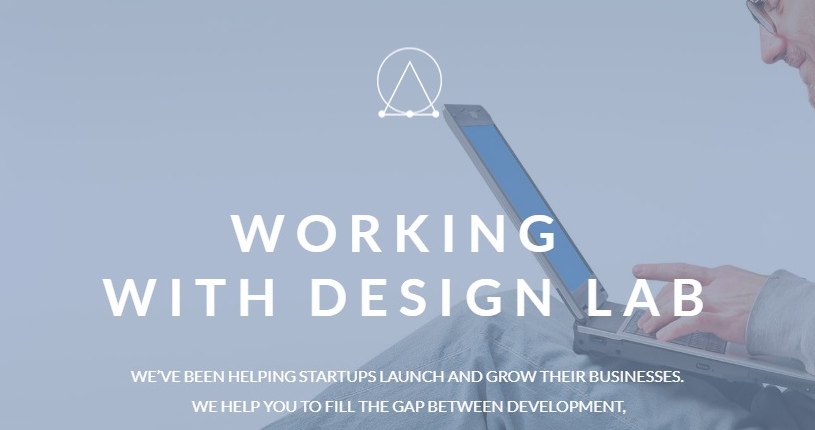 WORKING
WITH DESIGN LAB
WE'VE BEEN HELPING STARTUPS LAUNCH AND GROW THEIR BUSINESSES.
WE HELP YOU TO FILL THE GAP BETWEEN DEVELOPMENT,